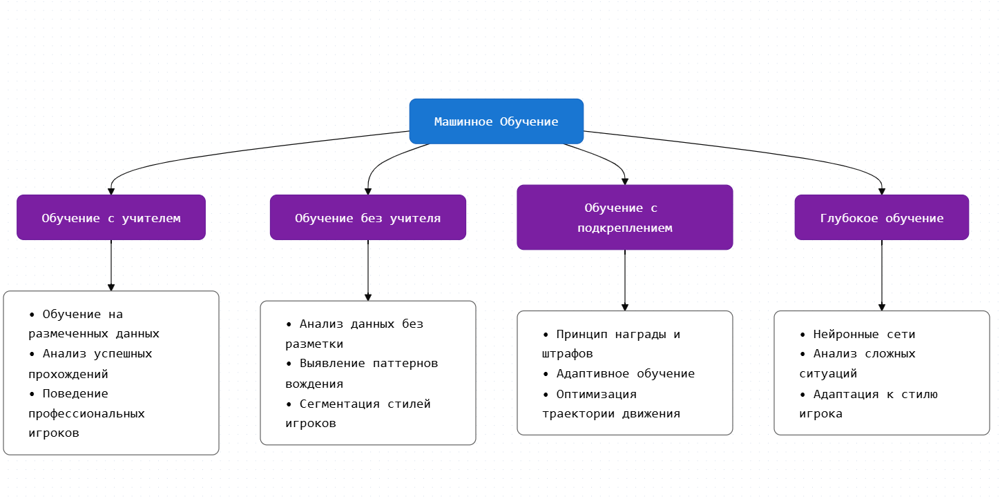 Машинное Обучение
Обучение с учителем
Обучение без учителя
Обучение с
подкреплением
Глубокое обучение
• Обучение на
размеченных данных
• Анализ успешных
прохождений
• Поведение
профессиональных
игроков
• Анализ данных без
разметки
• Выявление паттернов
вождения
• Сегментация стилей
игроков
• Принцип награды и
штрафов
• Адаптивное обучение
• Оптимизация
траектории движения
• Нейронные сети
• Анализ сложных
ситуаций
• Адаптация к стилю
игрока